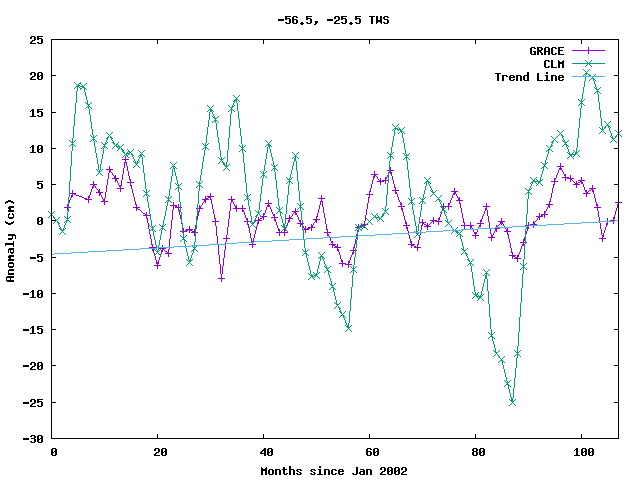 -56.5, -25.5 TWS
GRACE
CLM
Trend Line
25
20
15
10
5
0
-5
-10
-15
-20
-25
-30
Anomaly (cm)
0 20 40 60 80 100
Months since Jan 2002